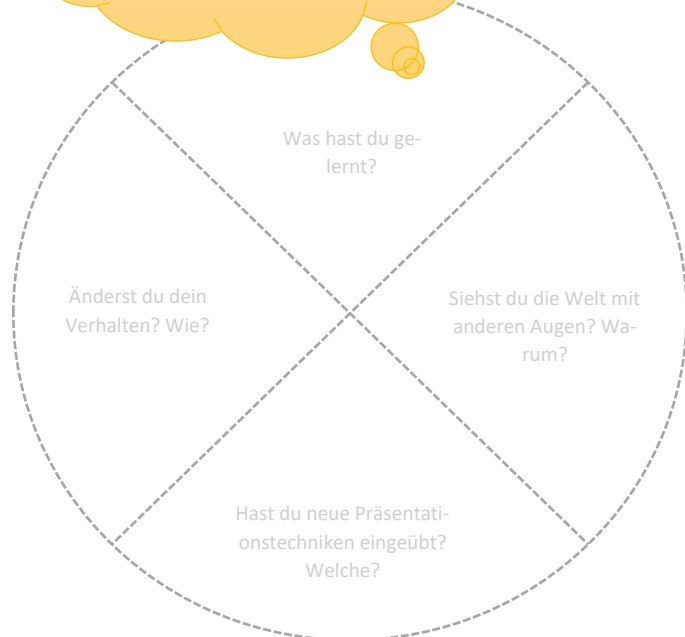 Was hast du ge-
lernt?
Änderst du dein
Verhalten? Wie?
Siehst du die Welt mit
anderen Augen? Wa-
rum?
Hast du neue Präsentati-
onstechniken eingeübt?
Welche?